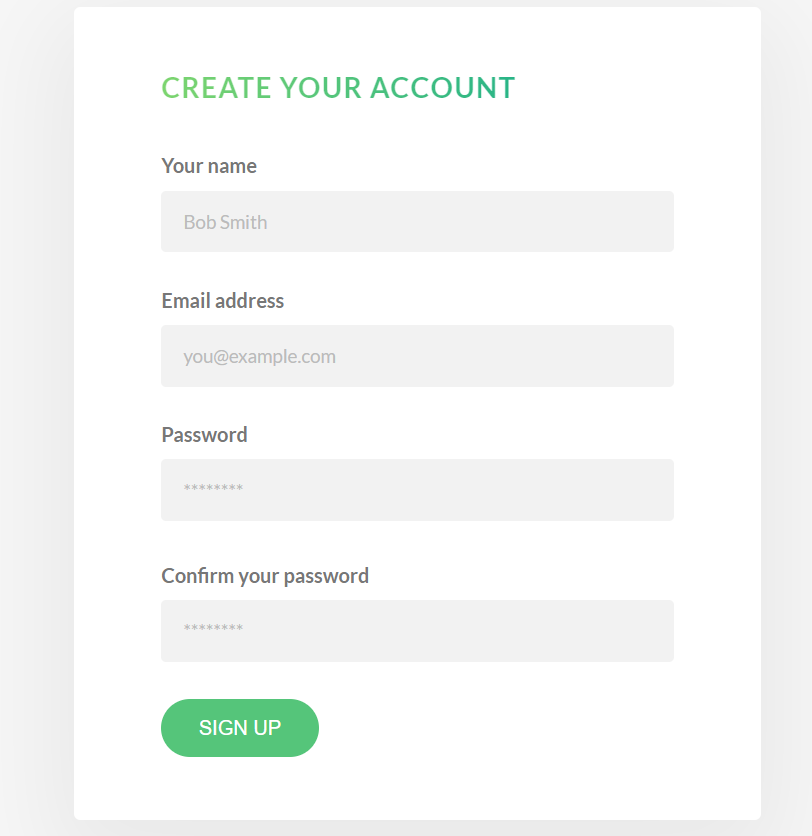 CREATE YOUR ACCOUNT
Your name
Bob Smith
Email address
you@example.com
Password
********
Confirm your password
********
SIGN UP